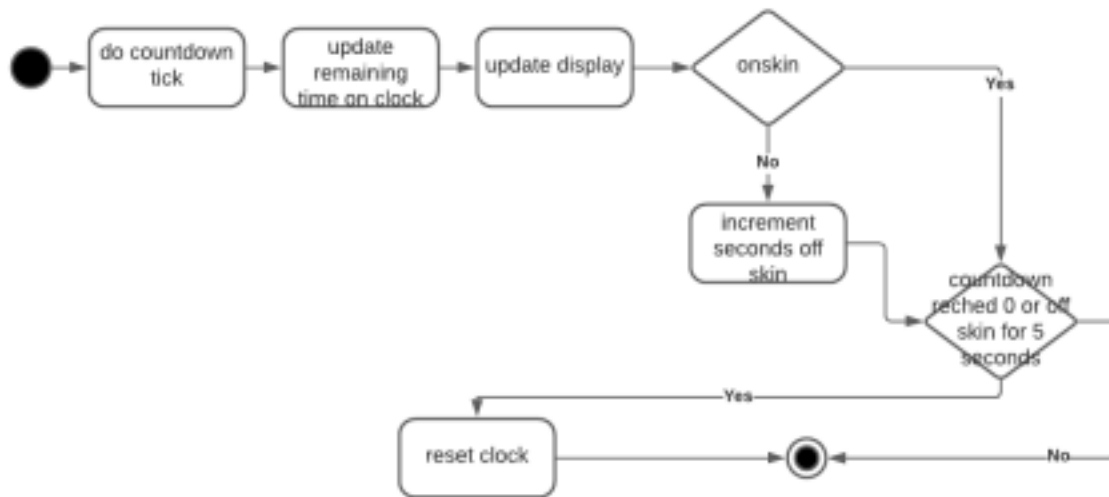 do countdown
tick
update
remaining
time on clock
update display
onskin
Yes
No
increment
seconds off
skin
countdown
reched 0 or off
skin for 5
seconds
Yes
reset clock
No